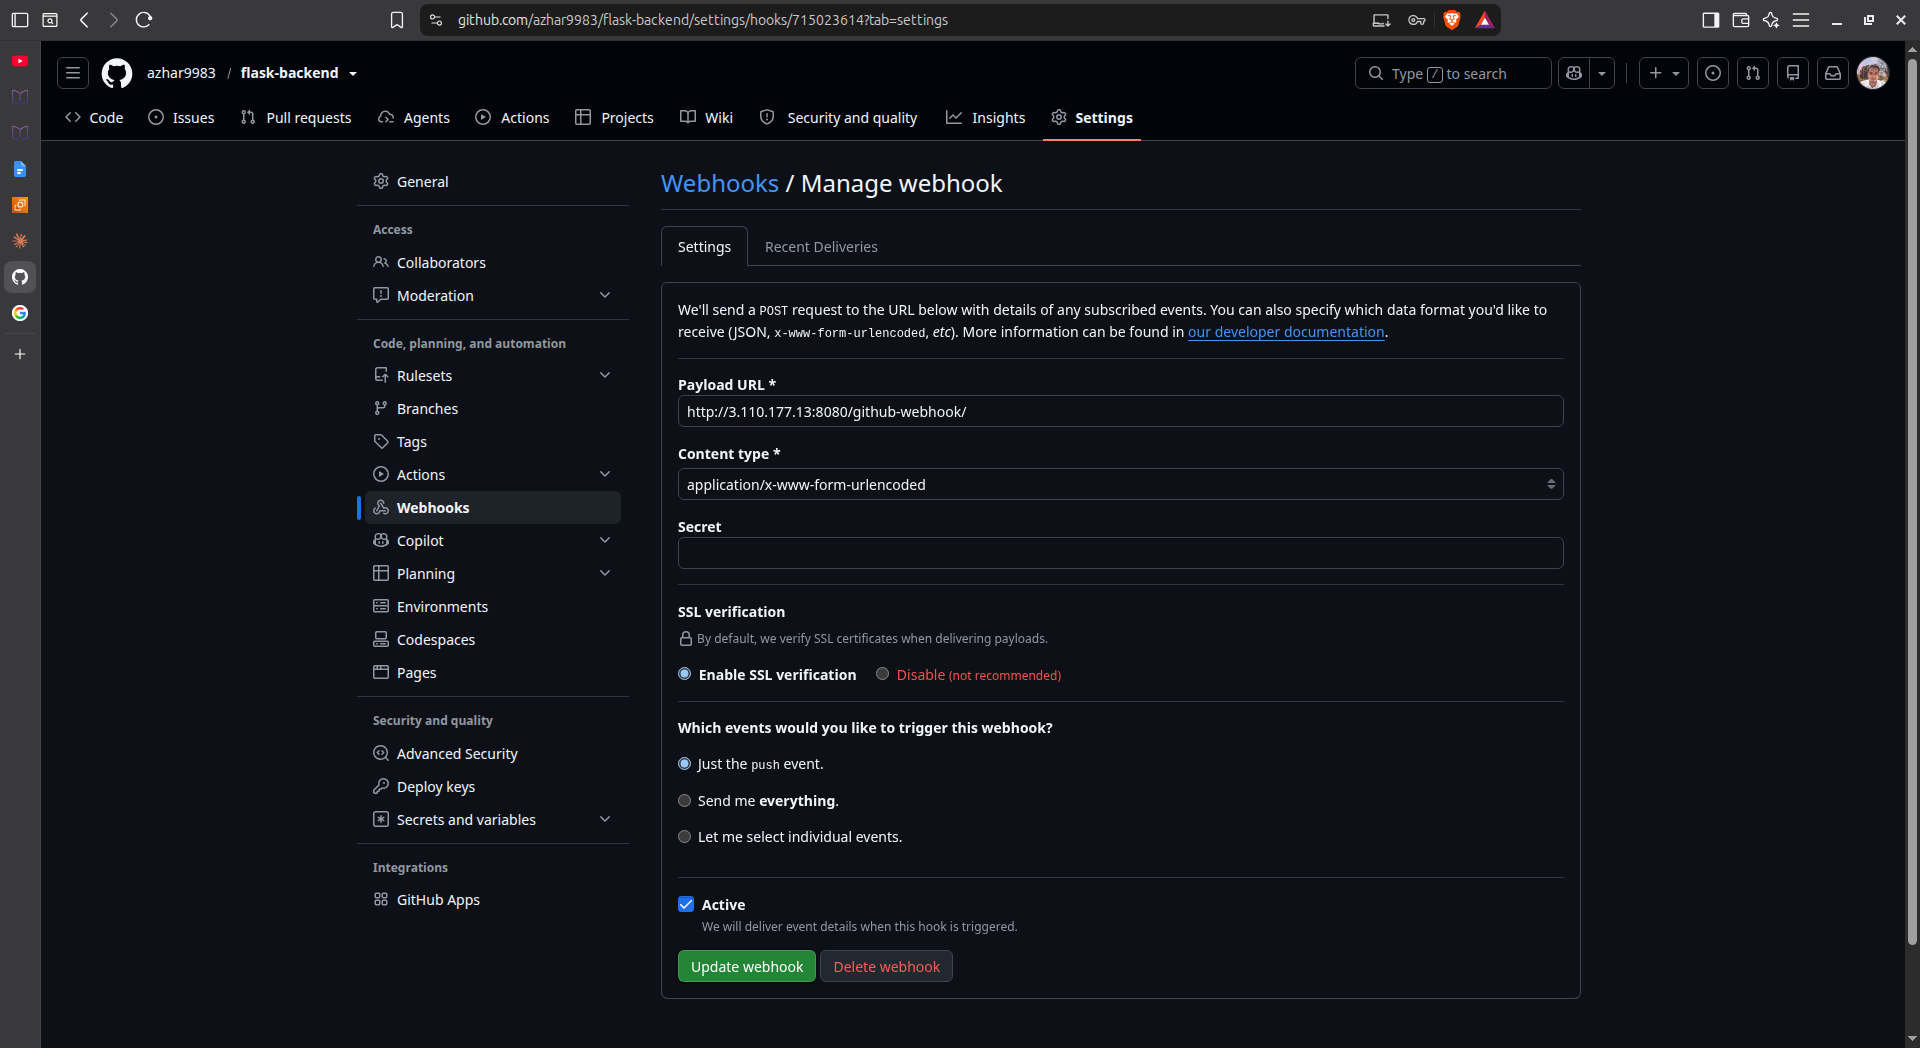 github.com/azhar9983/flask-backend/settings/hooks/715023614?tab=settings
azhar9983 / flask-backend
Type / to search
Code
Issues
Pull requests
Agents
Actions
Projects
Wiki
Security and quality
Insights
Settings
General
Access
Collaborators
Moderation
Code, planning, and automation
Rulesets
Branches
Tags
Actions
Webhooks
Copilot
Planning
Environments
Codespaces
Pages
Security and quality
Advanced Security
Deploy keys
Secrets and variables
Integrations
GitHub Apps
Webhooks / Manage webhook
Settings
Recent Deliveries
We'll send a POST request to the URL below with details of any subscribed events. You can also specify which data format you'd like to
receive (JSON, x-www-form-urlencoded, etc). More information can be found in our developer documentation.
Payload URL *
http://3.110.177.13:8080/github-webhook/
Content type *
application/x-www-form-urlencoded
Secret
SSL verification
By default, we verify SSL certificates when delivering payloads.
Enable SSL verification
Disable (not recommended)
Which events would you like to trigger this webhook?
Just the push event.
Send me everything.
Let me select individual events.
Active
We will deliver event details when this hook is triggered.
Update webhook
Delete webhook